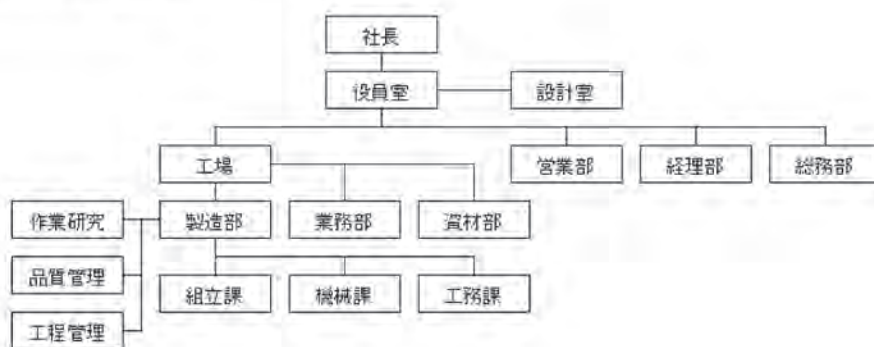 社長
役員室
設計室
工場
営業部
経理部
総務部
作業研究
製造部
業務部
資材部
品質管理
組立課
機械課
工務課
工程管理